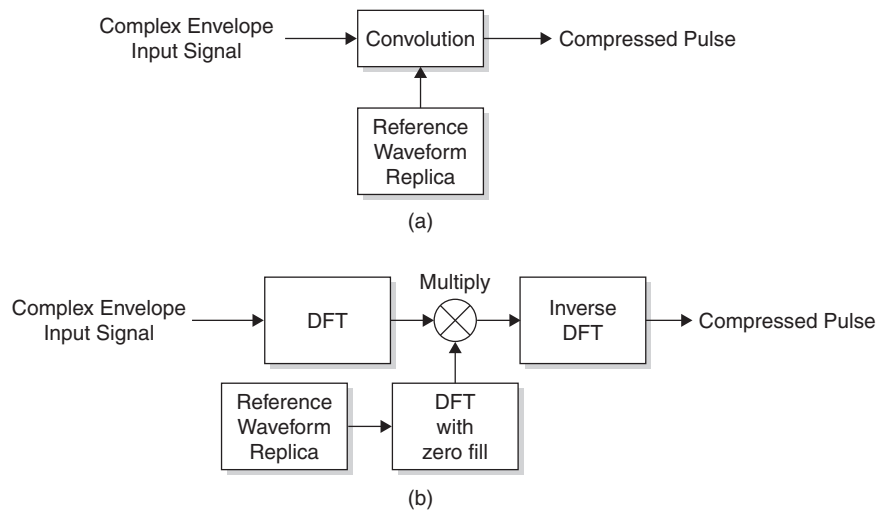 Complex Envelope
Input Signal
Convolution
Compressed Pulse
Reference
Waveform
Replica
(a)
Multiply
Complex Envelope
Input Signal
DFT
Inverse
DFT
Compressed Pulse
Reference
Waveform
Replica
DFT
with
zero fill
(b)